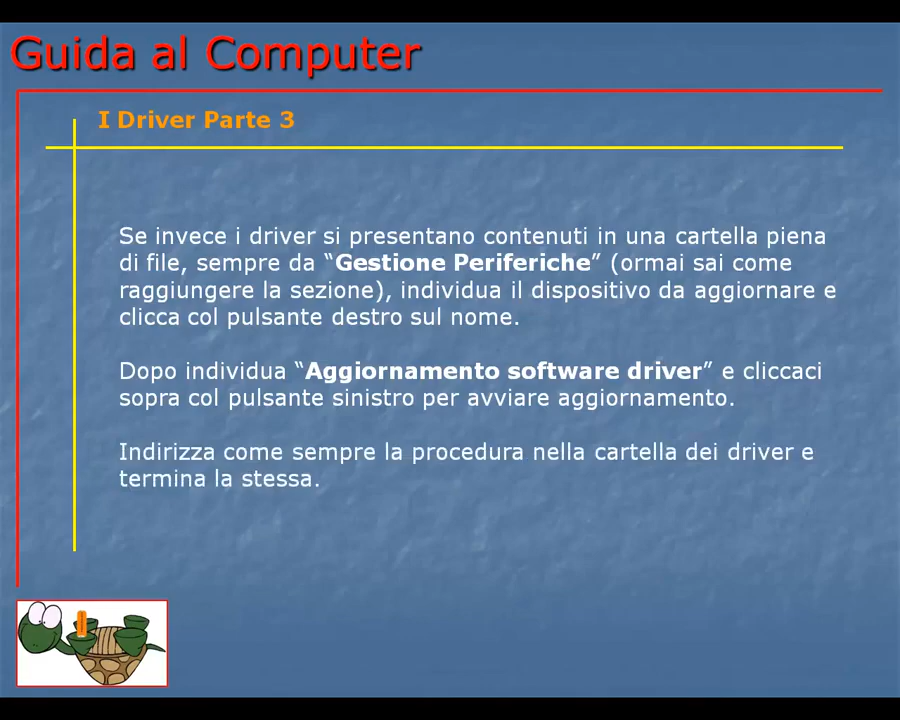 Guida al Computer
I Driver Parte 3
Se invece i driver si presentano contenuti in una cartella piena
di file, sempre da “Gestione Periferiche” (ormai sai come
raggiungere la sezione), individua il dispositivo da aggiornare e
clicca col pulsante destro sul nome.
Dopo individua “Aggiornamento software driver” e cliccaci
sopra col pulsante sinistro per avviare aggiornamento.
Indirizza come sempre la procedura nella cartella dei driver e
termina la stessa.